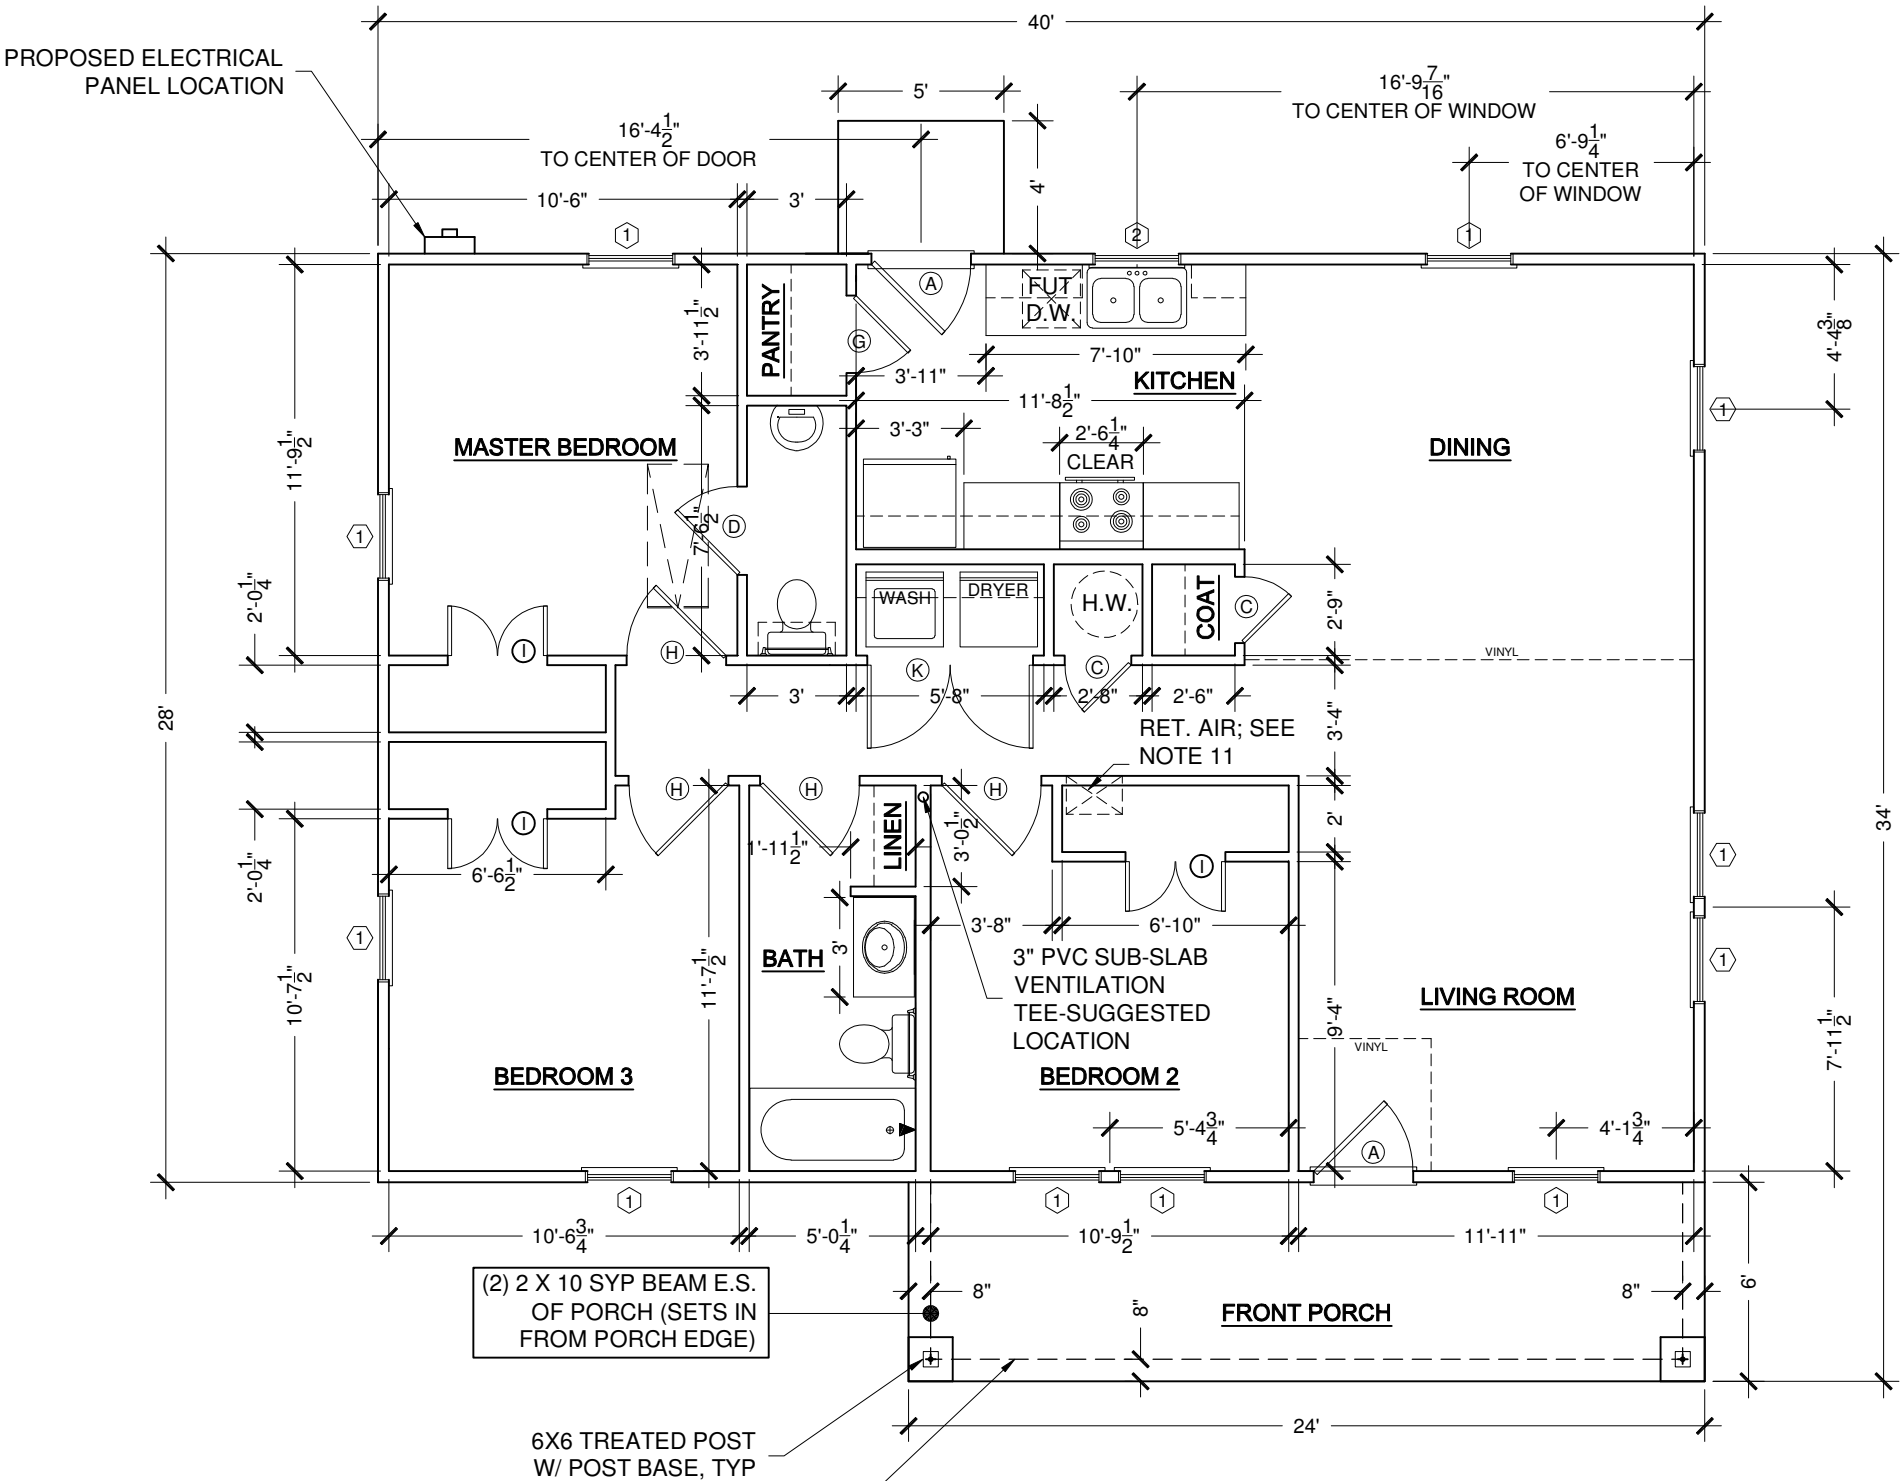 40'
PROPOSED ELECTRICAL
PANEL LOCATION
5'
16'-9 7/16"
TO CENTER OF WINDOW
16'-4 1/2"
TO CENTER OF DOOR
6'-9 1/4"
TO CENTER
OF WINDOW
4'
10'-6"
3'
1
2
1
A
FUT
D.W.
PANTRY
3'-11 1/2"
G
7'-10"
3'-11"
KITCHEN
11'-8 1/2"
4'-4 3/8"
1
3'-3"
2'-6 1/4"
CLEAR
MASTER BEDROOM
DINING
11'-9 1/2"
1
D
7'-6 1/2"
2'-0 1/4"
WASH
DRYER
H.W.
COAT
C
2'-9"
I
H
K
C
VINYL
3'
5'-8"
2'-8"
2'-6"
28'
RET. AIR; SEE
NOTE 11
3'-4"
H
H
H
2'
34'
I
1'-11 1/2"
LINEN
3'-0 1/2"
I
1
2'-0 1/4"
6'-6 1/2"
3'-8"
6'-10"
1
BATH
3'
3" PVC SUB-SLAB
VENTILATION
TEE-SUGGESTED
LOCATION
1
10'-7 1/2"
11'-7 1/2"
LIVING ROOM
9'-4"
VINYL
7'-11 1/2"
BEDROOM 3
BEDROOM 2
5'-4 3/4"
4'-1 3/4"
A
1
1
1
1
10'-6 3/4"
5'-0 1/4"
10'-9 1/2"
11'-11"
(2) 2 X 10 SYP BEAM E.S.
OF PORCH (SETS IN
FROM PORCH EDGE)
8"
8"
FRONT PORCH
8"
6'
24'
6X6 TREATED POST
W/ POST BASE, TYP